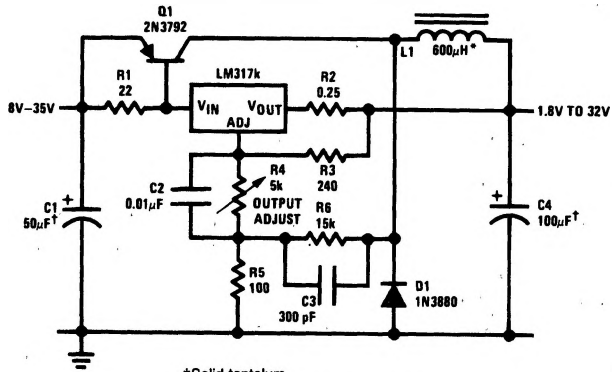 Q1
2N3792
L1 600μH*
R1
22
LM317k
R2
0.25
8V–35V
VIN VOUT
ADJ
1.8V TO 32V
R4
5k
OUTPUT
ADJUST
R3
240
C2
0.01μF
R6
15k
C1
50μF†
+
C4
100μF†
+
R5
100
C3
300 pF
D1
1N3880